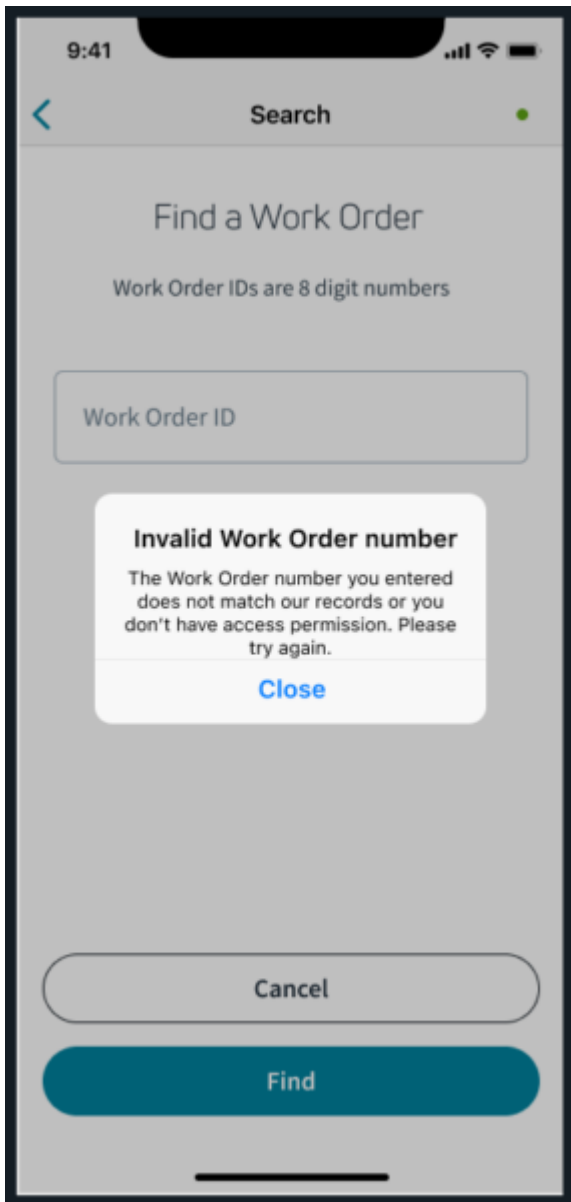 9:41
Search
Find a Work Order
Work Order IDs are 8 digit numbers
Work Order ID
Invalid Work Order number
The Work Order number you entered
does not match our records or you
don't have access permission. Please
try again.
Close
Cancel
Find